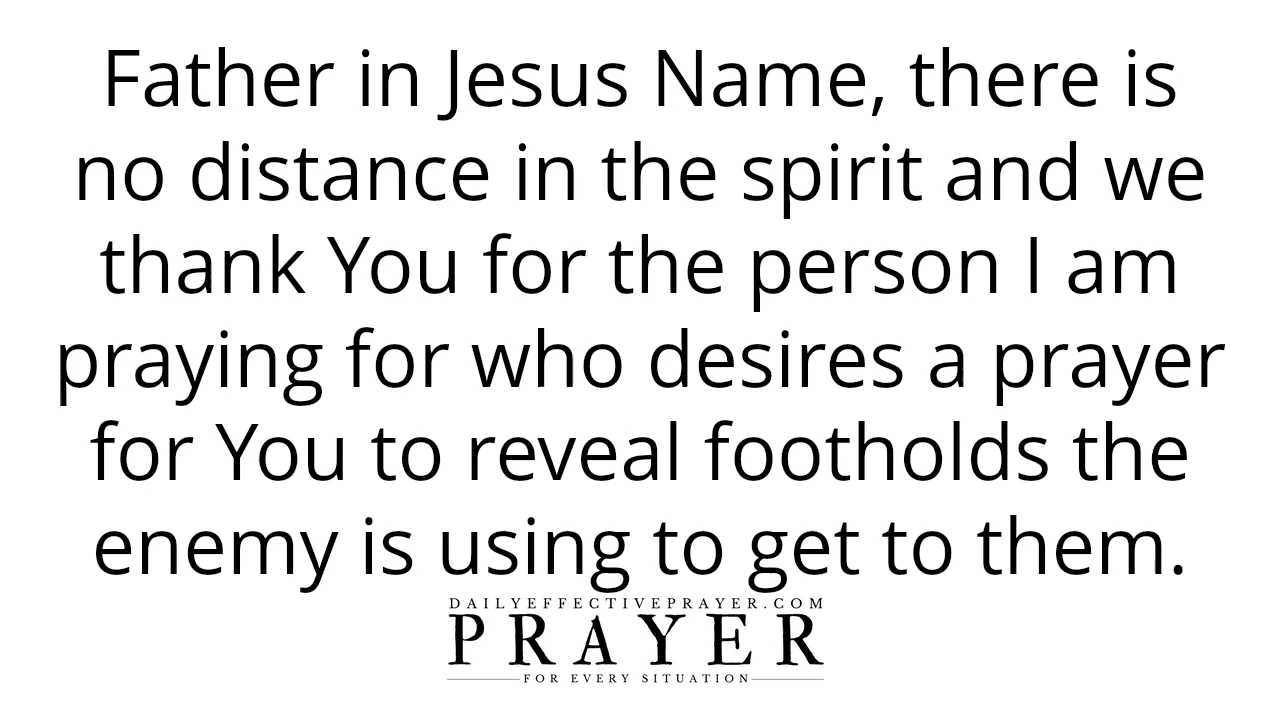 Father in Jesus Name, there is
no distance in the spirit and we
thank You for the person I am
praying for who desires a prayer
for You to reveal footholds the
enemy is using to get to them.
DAILYEFFECTIVEPRAYER.COM
PRAYER
FOR EVERY SITUATION